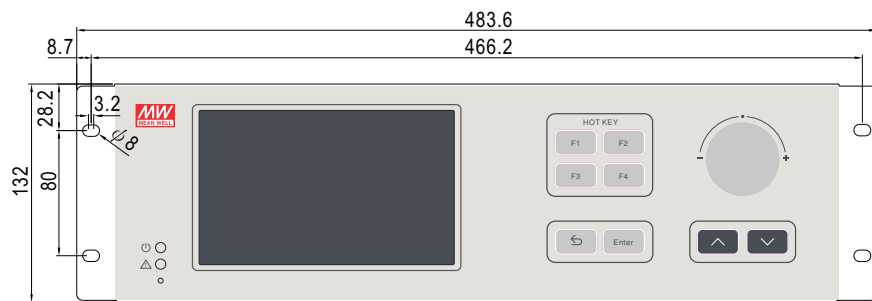 483.6
8.7
466.2
28.2
3.2
MW
MEAN WELL
HOT KEY
F1
F2
ϕ8
132
80
F3
F4
Enter